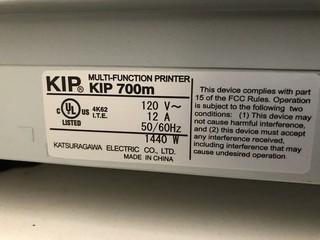 KIP® MULTI-FUNCTION PRINTER
KIP 700m
c UL® US LISTED 4K62 I.T.E.
120 V~
12 A
50/60Hz
1440 W
KATSURAGAWA ELECTRIC CO., LTD.
MADE IN CHINA
This device complies with part
15 of the FCC Rules. Operation
is subject to the following two
conditions: (1) This device may
not cause harmful interference,
and (2) this device must accept
any interference received,
including interference that may
cause undesired operation.